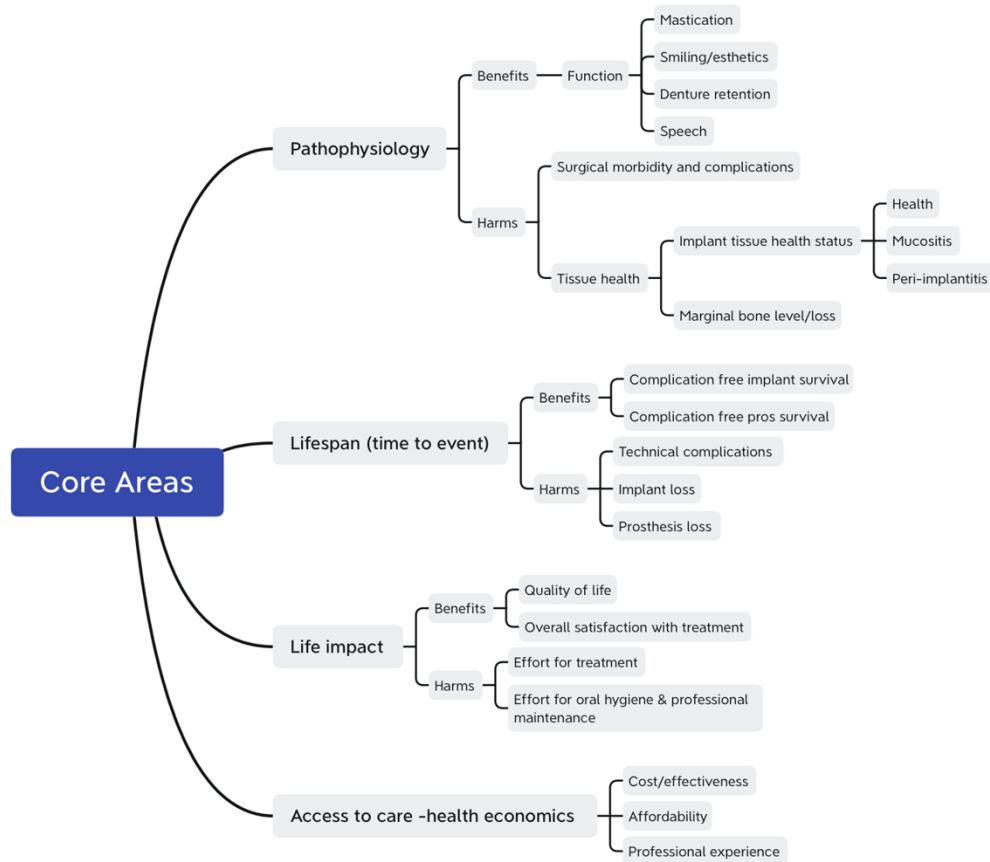 Core Areas
Pathophysiology
Benefits
Function
Mastication
Smiling/esthetics
Denture retention
Speech
Harms
Surgical morbidity and complications
Tissue health
Implant tissue health status
Health
Mucositis
Peri-implantitis
Marginal bone level/loss
Lifespan (time to event)
Benefits
Complication free implant survival
Complication free pros survival
Harms
Technical complications
Implant loss
Prosthesis loss
Life impact
Benefits
Quality of life
Overall satisfaction with treatment
Harms
Effort for treatment
Effort for oral hygiene & professional
maintenance
Access to care -health economics
Cost/effectiveness
Affordability
Professional experience